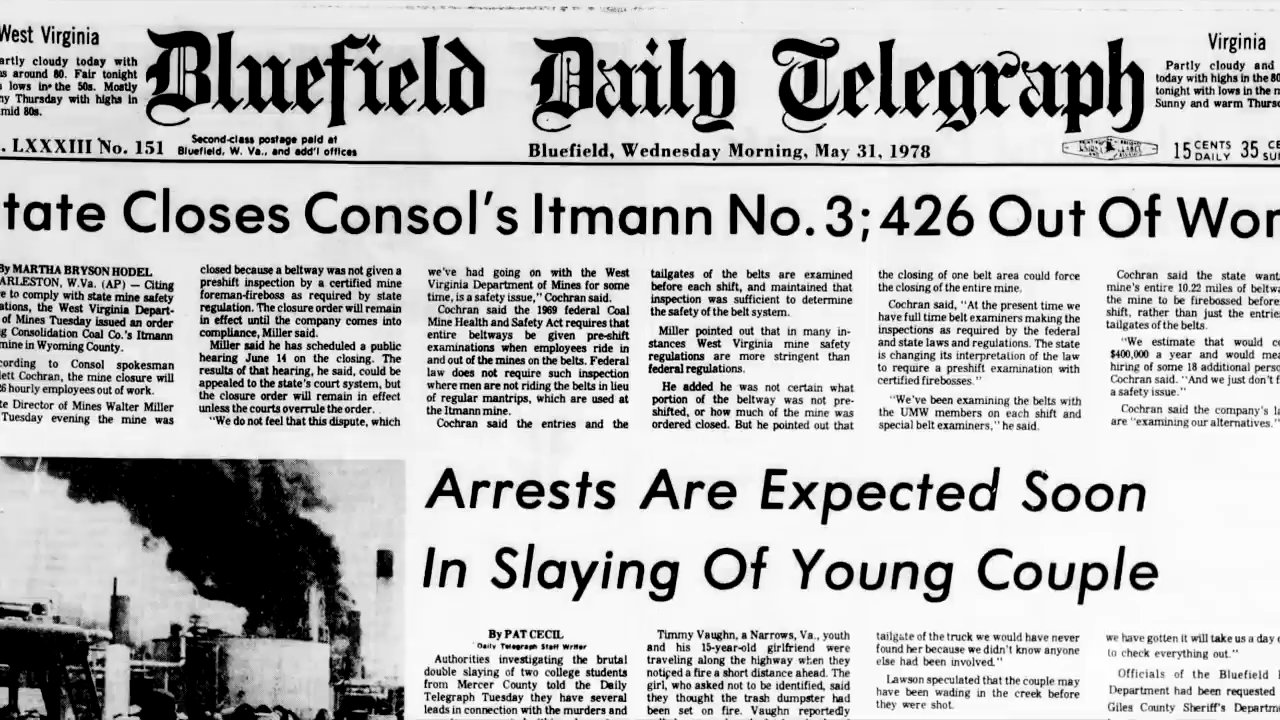 West Virginia
artly cloudy today with
s around 80. Fair tonight
lows in the 50s. Mostly
ny Thursday with highs in
mid 80s.
Bluefield Daily Telegraph
Virginia
Partly cloudy and
today with highs in the 80
tonight with lows in the m
Sunny and warm Thurs
. LXXXIII No. 151
Second-class postage paid at
Bluefield, W. Va., and add'l offices
Bluefield, Wednesday Morning, May 31, 1978
15 CENTS DAILY 35 CE SU
tate Closes Consol's Itmann No. 3; 426 Out Of Wor
By MARTHA BRYSON HODEL
ARLESTON, W.Va. (AP) — Citing
e to comply with state mine safety
ations, the West Virginia Depart-
of Mines Tuesday issued an order
g Consolidation Coal Co.'s Itmann
mine in Wyoming County.
cording to Consol spokesman
ett Cochran, the mine closure will
26 hourly employees out of work.
te Director of Mines Walter Miller
Tuesday evening the mine was
closed because a beltway was not given a
preshift inspection by a certified mine
foreman-fireboss as required by state
regulation. The closure order will remain
in effect until the company comes into
compliance, Miller said.
Miller said he has scheduled a public
hearing June 14 on the closing. The
results of that hearing, he said, could be
appealed to the state's court system, but
the closure order will remain in effect
unless the courts overrule the order.
"We do not feel that this dispute, which
we've had going on with the West
Virginia Department of Mines for some
time, is a safety issue," Cochran said.
Cochran said the 1969 federal Coal
Mine Health and Safety Act requires that
entire beltways be given pre-shift
examinations when employees ride in
and out of the mines on the belts. Federal
law does not require such inspection
where men are not riding the belts in lieu
of regular mantrips, which are used at
the Itmann mine.
Cochran said the entries and the
tailgates of the belts are examined
before each shift, and maintained that
inspection was sufficient to determine
the safety of the belt system.
Miller pointed out that in many in-
stances West Virginia mine safety
regulations are more stringent than
federal regulations.
He added he was not certain what
portion of the beltway was not pre-
shifted, or how much of the mine was
ordered closed. But he pointed out that
the closing of one belt area could force
the closing of the entire mine.
Cochran said, "At the present time we
have full time belt examiners making the
inspections as required by the federal
and state laws and regulations. The state
is changing its interpretation of the law
to require a preshift examination with
certified firebosses."
"We've been examining the belts with
the UMW members on each shift and
special belt examiners," he said.
Cochran said the state want
mine's entire 10.22 miles of beltwa
the mine to be firebossed before
shift, rather than just the entries
tailgates of the belts.
"We estimate that would co
$400,000 a year and would mea
hiring of some 18 additional perso
Cochran said. "And we just don't f
a safety issue."
Cochran said the company's la
are "examining our alternatives."
Arrests Are Expected Soon
In Slaying Of Young Couple
By PAT CECIL
Daily Telegraph Staff Writer
Authorities investigating the brutal
double slaying of two college students
from Mercer County told the Daily
Telegraph Tuesday they have several
leads in connection with the murders and
Timmy Vaughn, a Narrows, Va., youth
and his 15-year-old girlfriend were
traveling along the highway when they
noticed a fire a short distance ahead. The
girl, who asked not to be identified, said
they thought the trash dumpster had
been set on fire. Vaughn reportedly
tailgate of the truck we would have never
found her because we didn't know anyone
else had been involved."
Lawson speculated that the couple may
have been wading in the creek before
they were shot.
we have gotten it will take us a day
to check everything out."
Officials of the Bluefield
Department had been requested
Giles County Sheriff's Departm